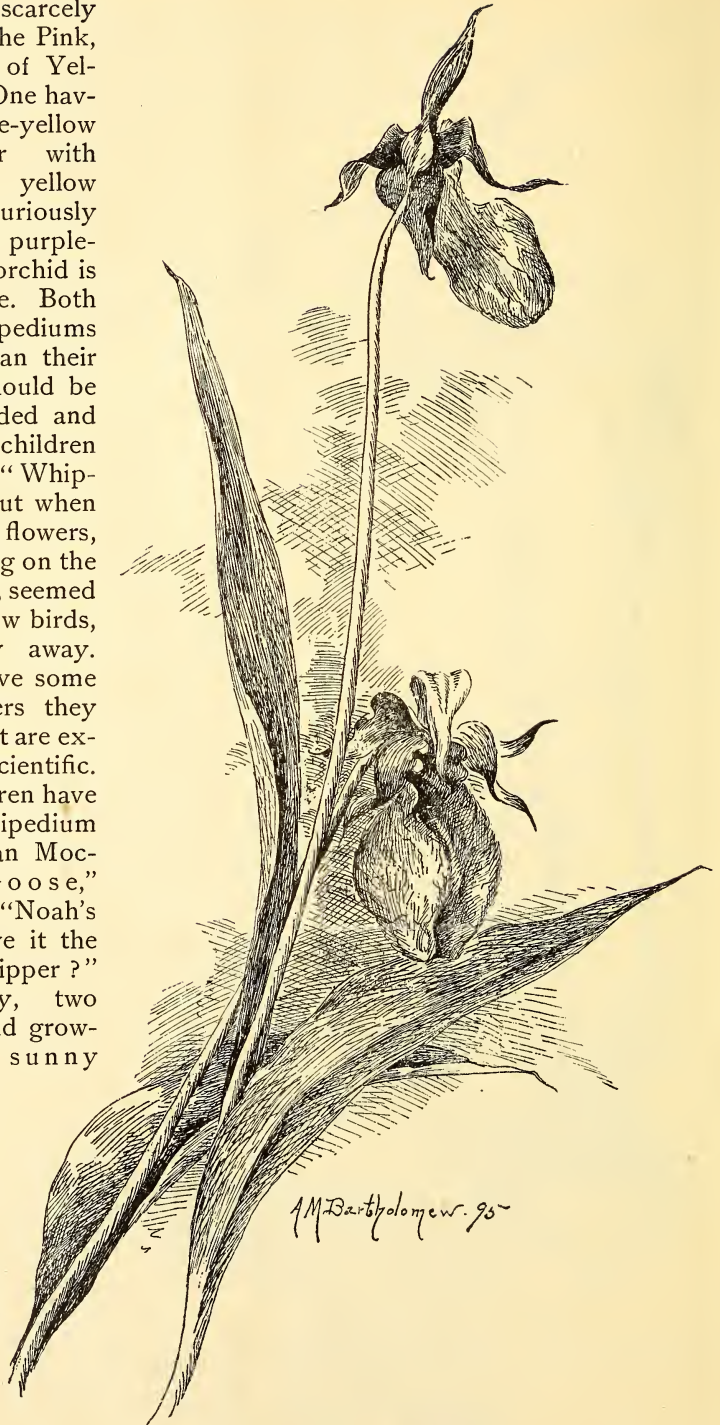 scarcely
he Pink,
of Yel-
One hav-
e-yellow
r with
yellow
uriously
purple-
orchid is
e. Both
pediums
an their
ould be
ded and
children
“Whip-
ut when
flowers,
g on the
, seemed
w birds,
away.
ve some
ers they
t are ex-
cientific.
ren have
ipedium
an Moc-
oose,”
“Noah's
e it the
ipper?”
y, two
d grow-
sunny
AMBartholomew. 95